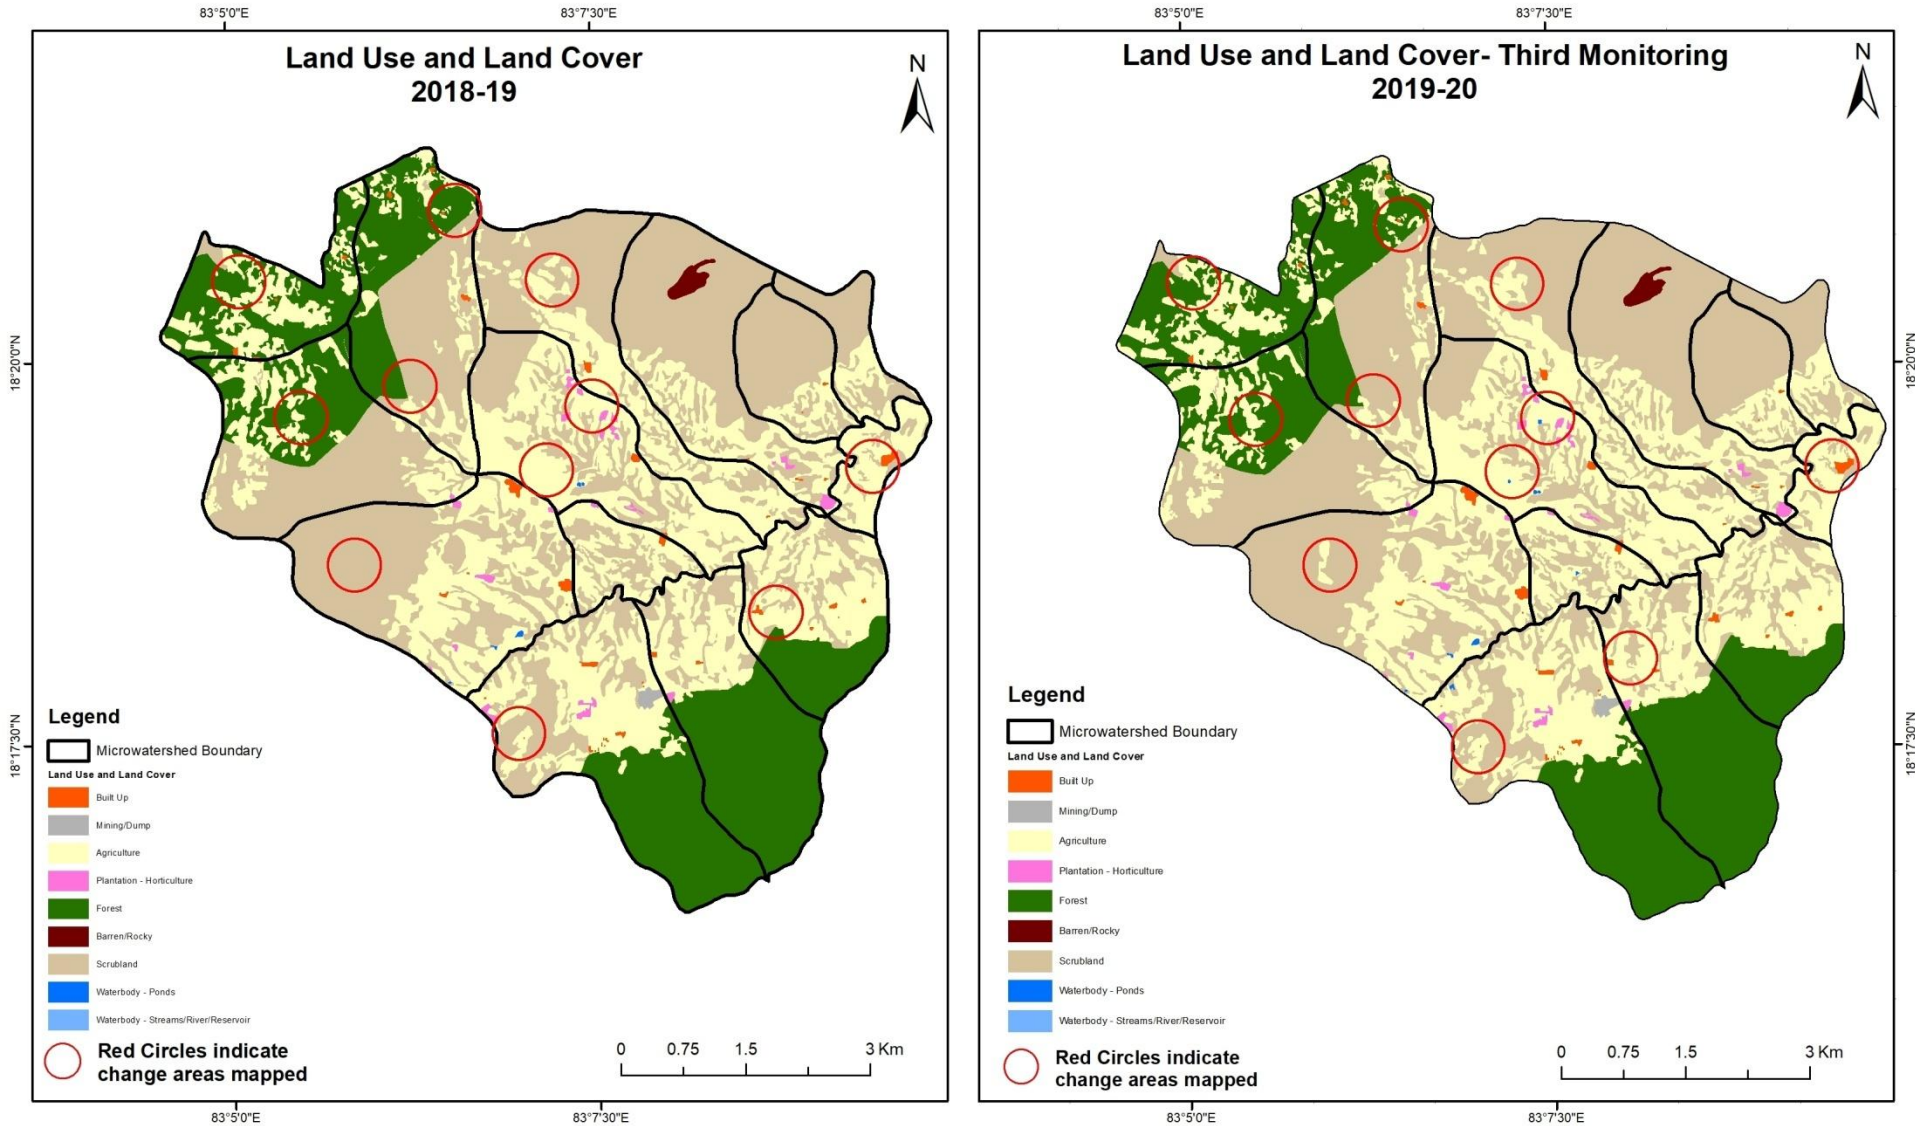 83°5'0"E
83°7'30"E
Land Use and Land Cover
2018-19
N
18°20'0"N
18°17'30"N
Legend
Microwatershed Boundary
Land Use and Land Cover
Built Up
Mining/Dump
Agriculture
Plantation - Horticulture
Forest
Barren/Rocky
Scrubland
Waterbody - Ponds
Waterbody - Streams/River/Reservoir
Red Circles indicate
change areas mapped
0 0.75 1.5 3 Km
83°5'0"E
83°7'30"E
83°5'0"E
83°7'30"E
Land Use and Land Cover- Third Monitoring
2019-20
N
18°20'0"N
18°17'30"N
Legend
Microwatershed Boundary
Land Use and Land Cover
Built Up
Mining/Dump
Agriculture
Plantation - Horticulture
Forest
Barren/Rocky
Scrubland
Waterbody - Ponds
Waterbody - Streams/River/Reservoir
Red Circles indicate
change areas mapped
0 0.75 1.5 3 Km
83°5'0"E
83°7'30"E